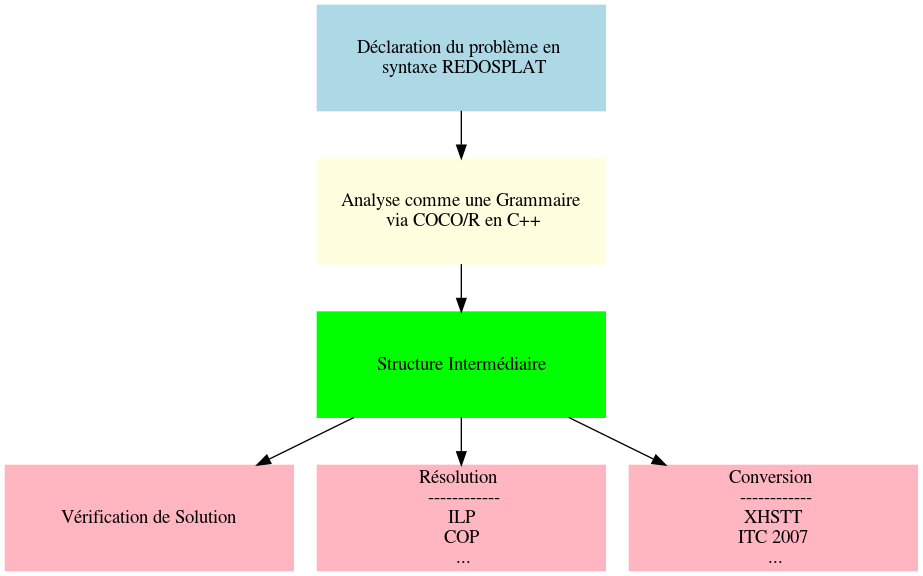 Déclaration du problème en
syntaxe REDOSPLAT
Analyse comme une Grammaire
via COCO/R en C++
Structure Intermédiaire
Vérification de Solution
Résolution
------------
ILP
COP
...
Conversion
------------
XHSTT
ITC 2007
...